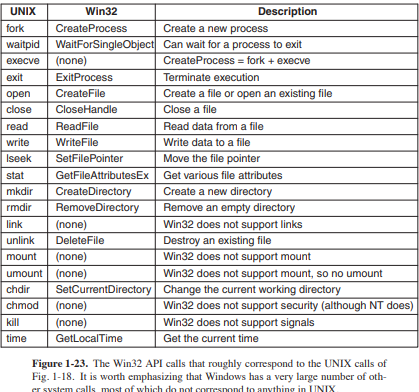 UNIX Win32 Description
fork CreateProcess Create a new process
waitpid WaitForSingleObject Can wait for a process to exit
execve (none) CreateProcess = fork + execve
exit ExitProcess Terminate execution
open CreateFile Create a file or open an existing file
close CloseHandle Close a file
read ReadFile Read data from a file
write WriteFile Write data to a file
lseek SetFilePointer Move the file pointer
stat GetFileAttributesEx Get various file attributes
mkdir CreateDirectory Create a new directory
rmdir RemoveDirectory Remove an empty directory
link (none) Win32 does not support links
unlink DeleteFile Destroy an existing file
mount (none) Win32 does not support mount
umount (none) Win32 does not support mount, so no umount
chdir SetCurrentDirectory Change the current working directory
chmod (none) Win32 does not support security (although NT does)
kill (none) Win32 does not support signals
time GetLocalTime Get the current time
Figure 1-23. The Win32 API calls that roughly correspond to the UNIX calls of
Fig. 1-18. It is worth emphasizing that Windows has a very large number of oth-
er system calls, most of which do not correspond to anything in UNIX.